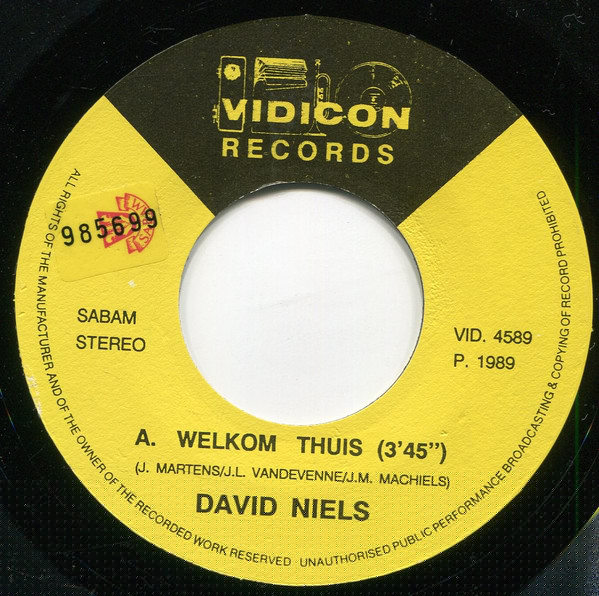 VIDICON
RECORDS
985699
SABAM
STEREO
VID. 4589
P. 1989
A. WELKOM THUIS (3'45")
(J. MARTENS/J.L. VANDEVENNE/J.M. MACHIELS)
DAVID NIELS
ALL RIGHTS OF THE MANUFACTURER AND OF THE OWNER OF THE RECORDED WORK RESERVED UNAUTHORISED PUBLIC PERFORMANCE BROADCASTING & COPYING OF RECORD PROHIBITED